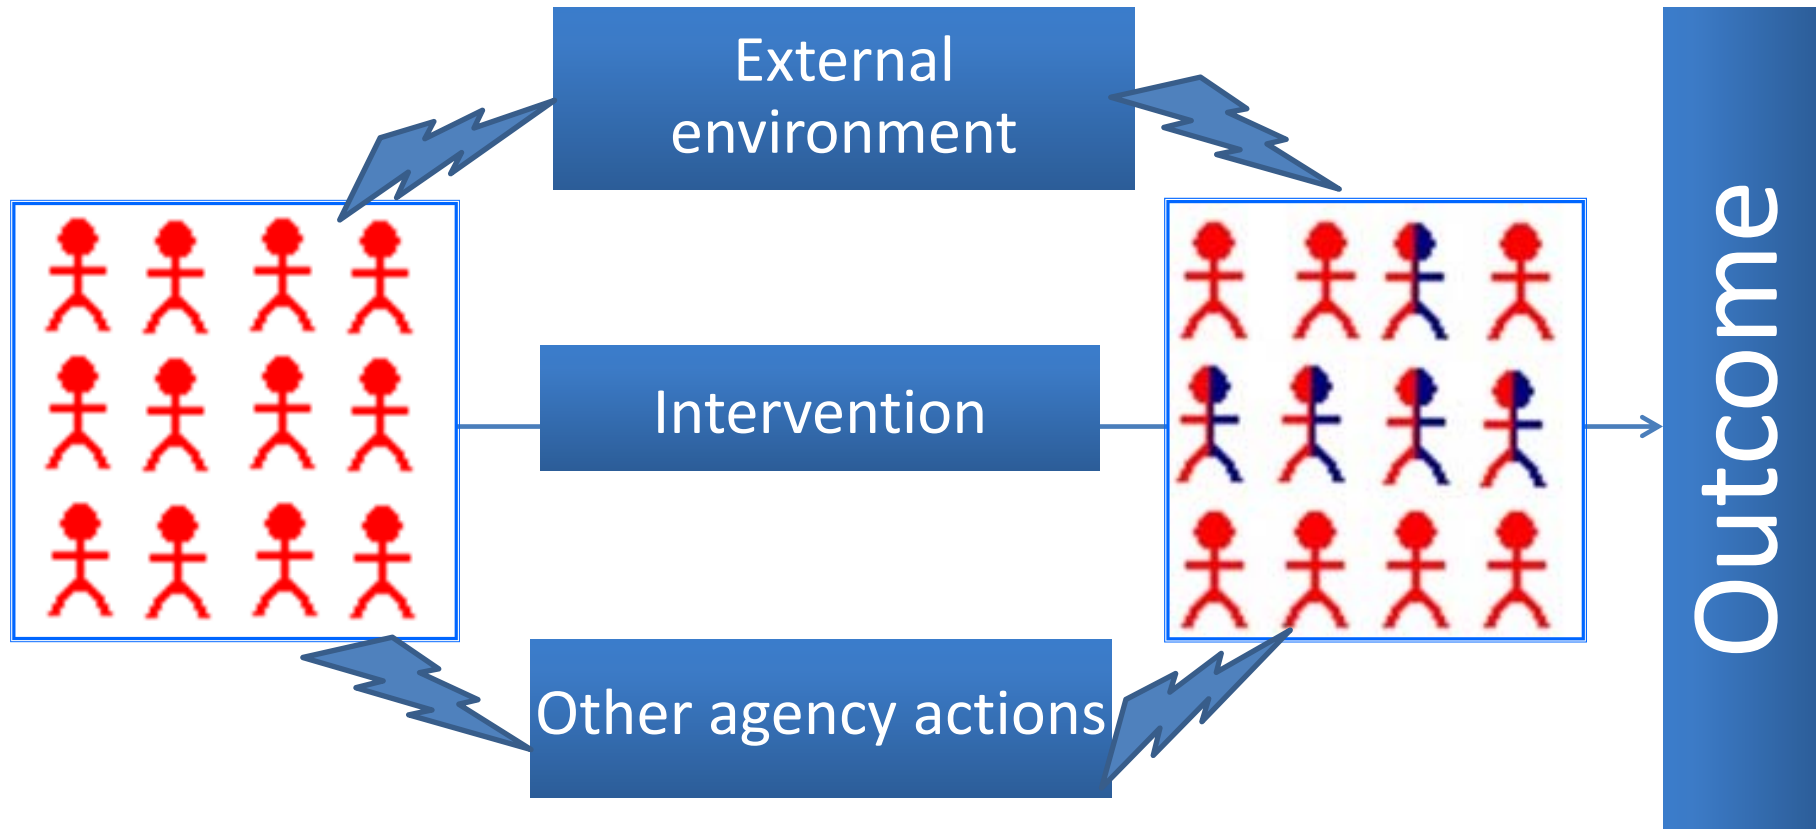 External
environment
Intervention
Other agency actions
Outcome